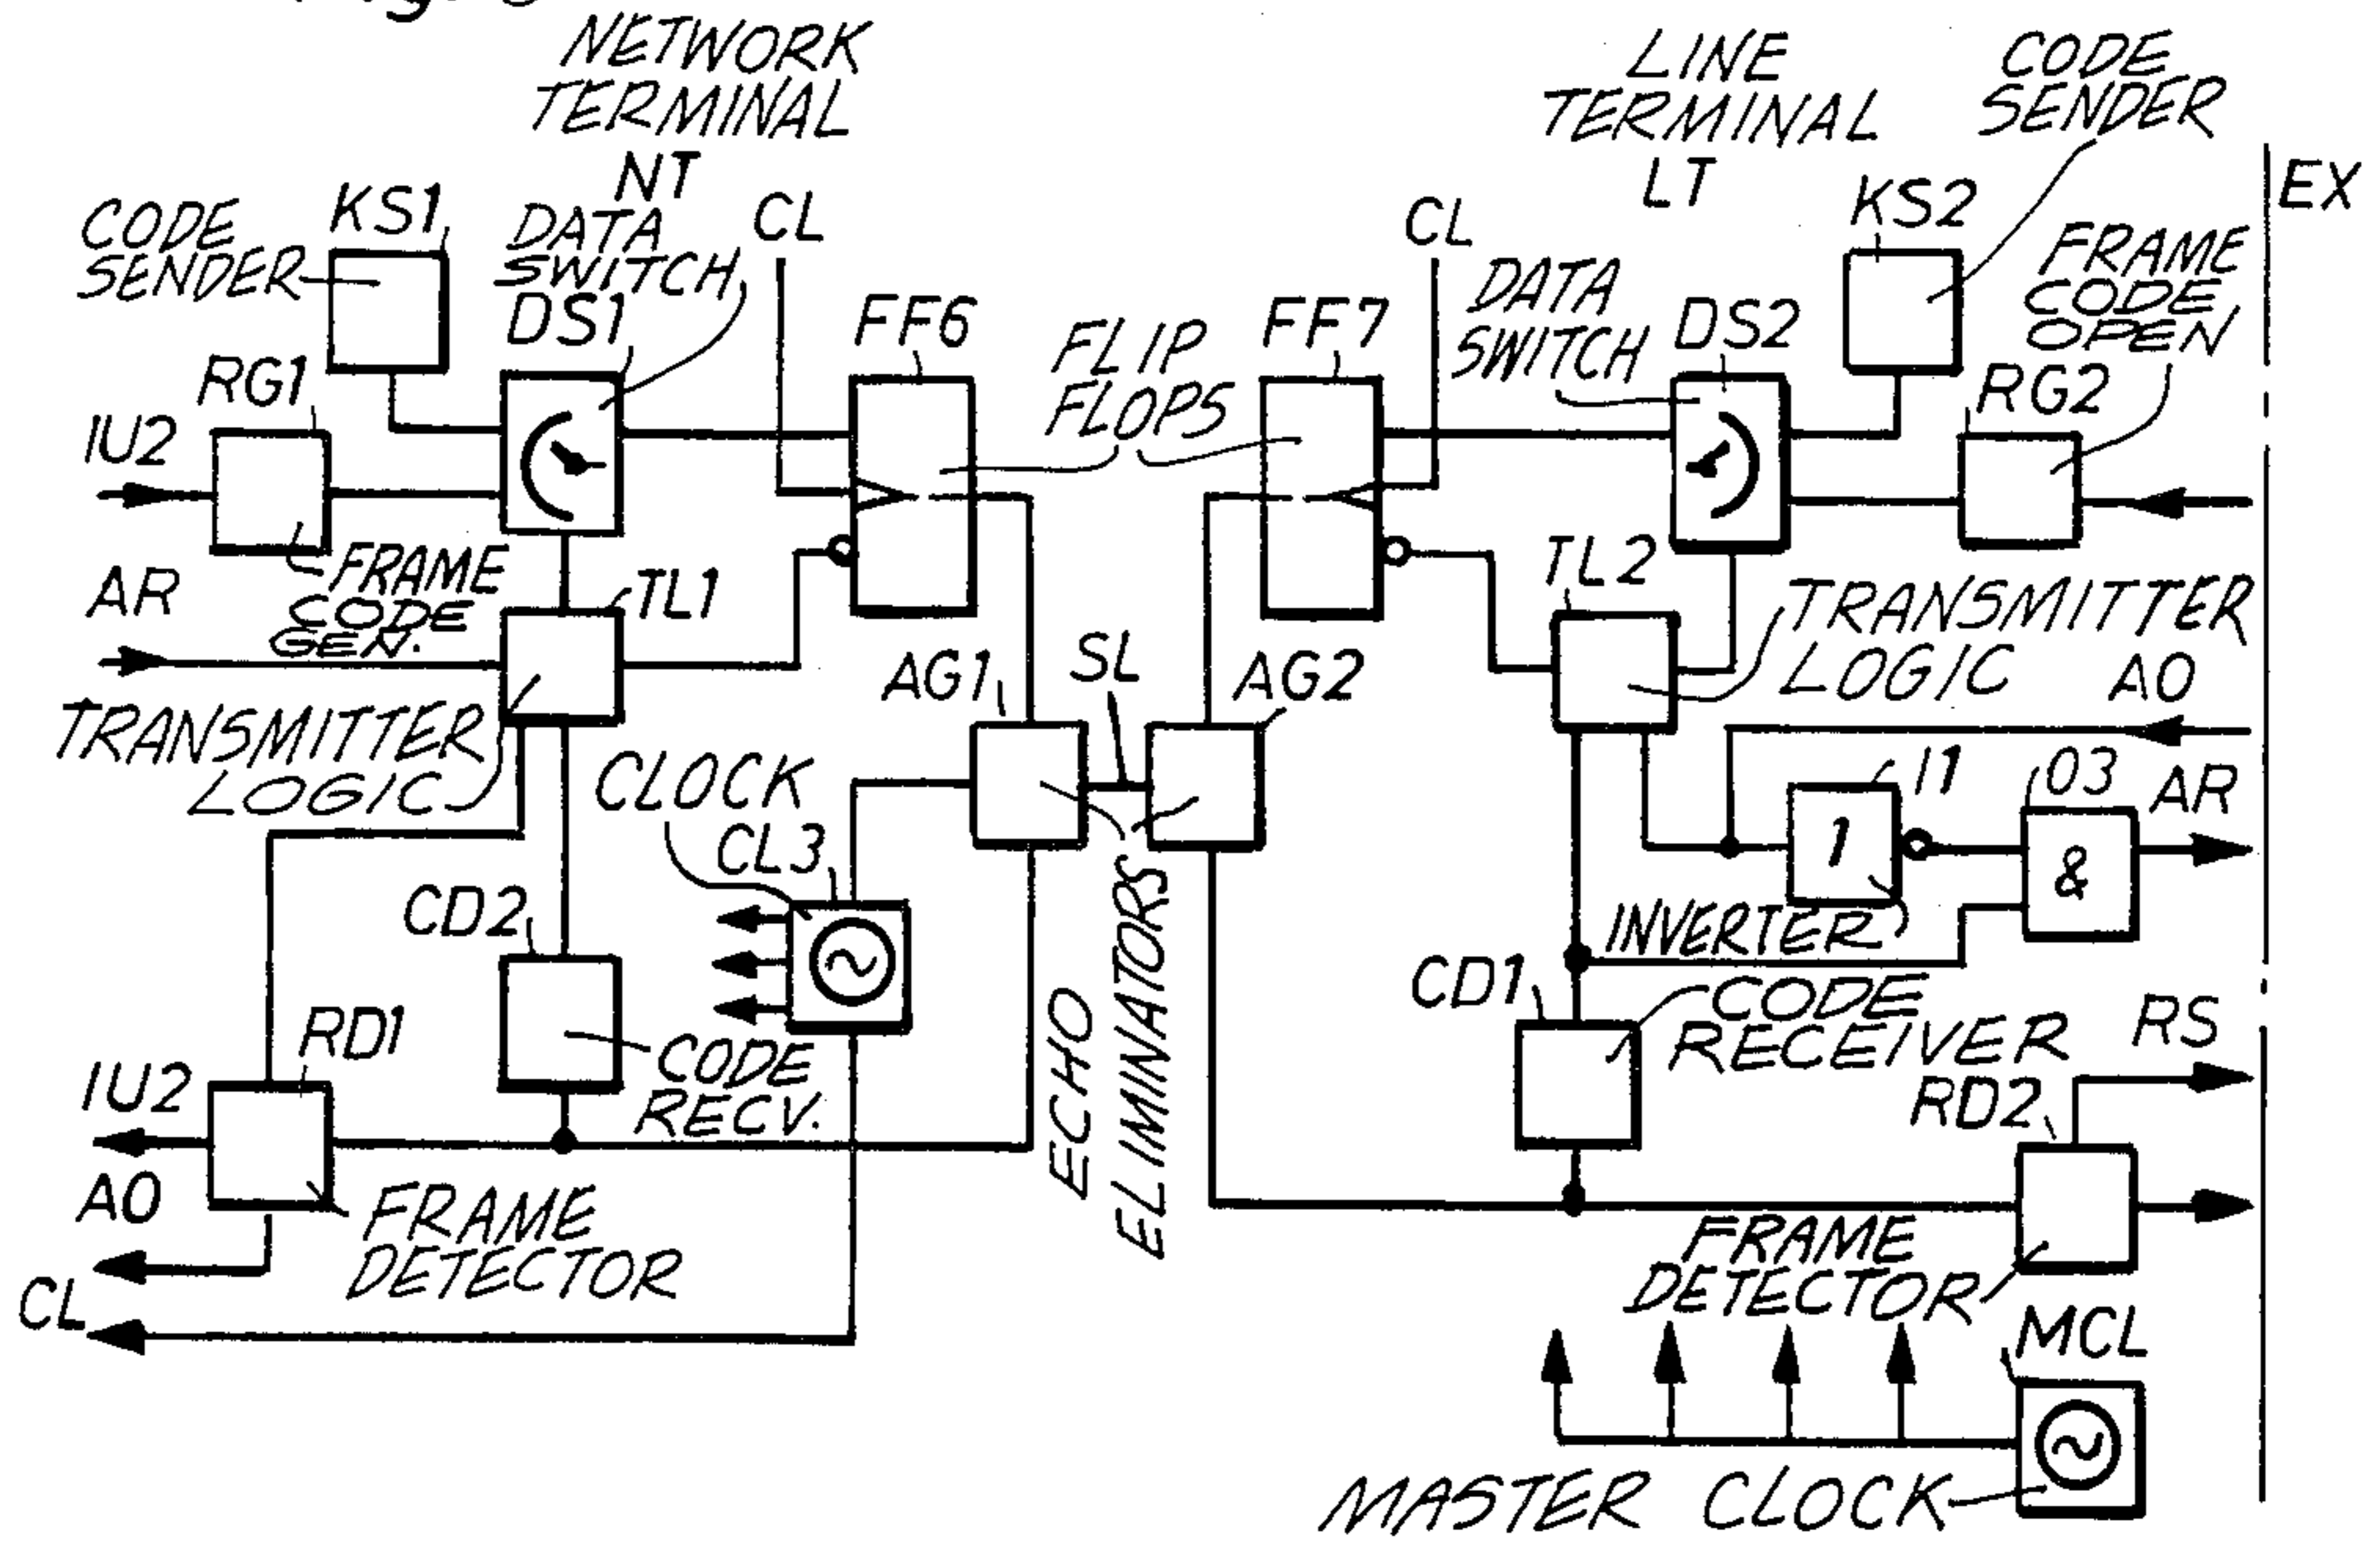 NETWORK
TERMINAL
NT
LINE
TERMINAL
LT
CODE
SENDER
EX
CODE
SENDER
KS1
DATA
SWITCH
DS1
CL
FF6
FLIP
FLOPS
FF7
CL
DATA
SWITCH
DS2
KS2
FRAME
CODE
OPEN
RG1
RG2
IU2
FRAME
CODE
GEN.
AR
TL1
TL2
TRANSMITTER
LOGIC
AO
AG1
SL
AG2
TRANSMITTER
LOGIC
CLOCK
CL3
I1
1
03
&
AR
INVERTER
CD2
CODE
RECV.
ECHO
ELIMINATORS
CD1
CODE
RECEIVER
RS
RD1
RD2
IU2
AO
FRAME
DETECTOR
CL
FRAME
DETECTOR
MCL
MASTER CLOCK